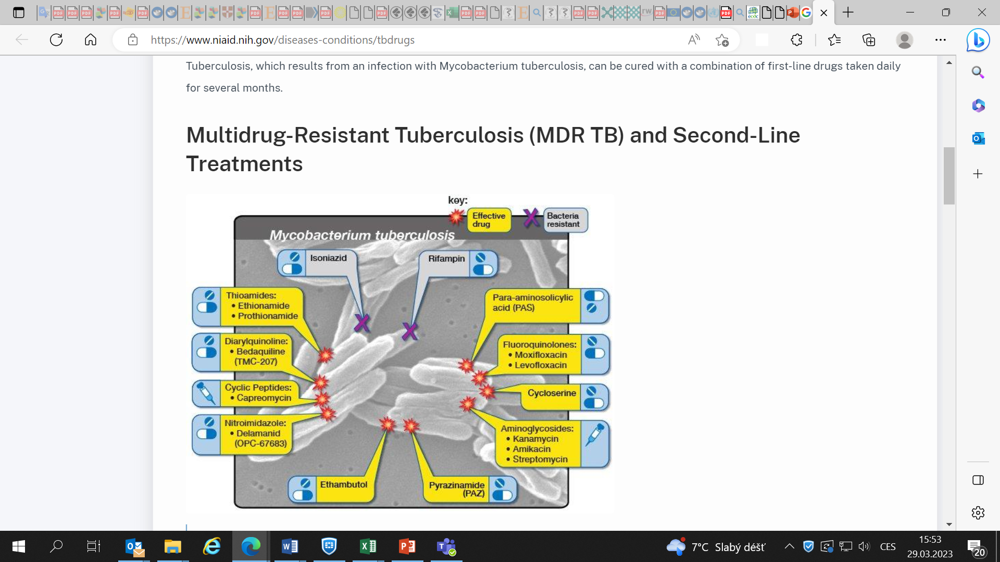 https://www.niaid.nih.gov/diseases-conditions/tbdrugs
Tuberculosis, which results from an infection with Mycobacterium tuberculosis, can be cured with a combination of first-line drugs taken daily
for several months.
Multidrug-Resistant Tuberculosis (MDR TB) and Second-Line
Treatments
key:
Effective
drug
Bacteria
resistant
Mycobacterium tuberculosis
Isoniazid
Rifampin
Thioamides:
• Ethionamide
• Prothionamide
Para-aminosolicylic
acid (PAS)
Diarylquinoline:
• Bedaquiline
(TMC-207)
Fluoroquinolones:
• Moxifloxacin
• Levofloxacin
Cyclic Peptides:
• Capreomycin
Cycloserine
Nitroimidazole:
• Delamanid
(OPC-67683)
Aminoglycosides:
• Kanamycin
• Amikacin
• Streptomycin
Ethambutol
Pyrazinamide
(PAZ)
7°C Slabý déšť
CES
15:53
29.03.2023
20